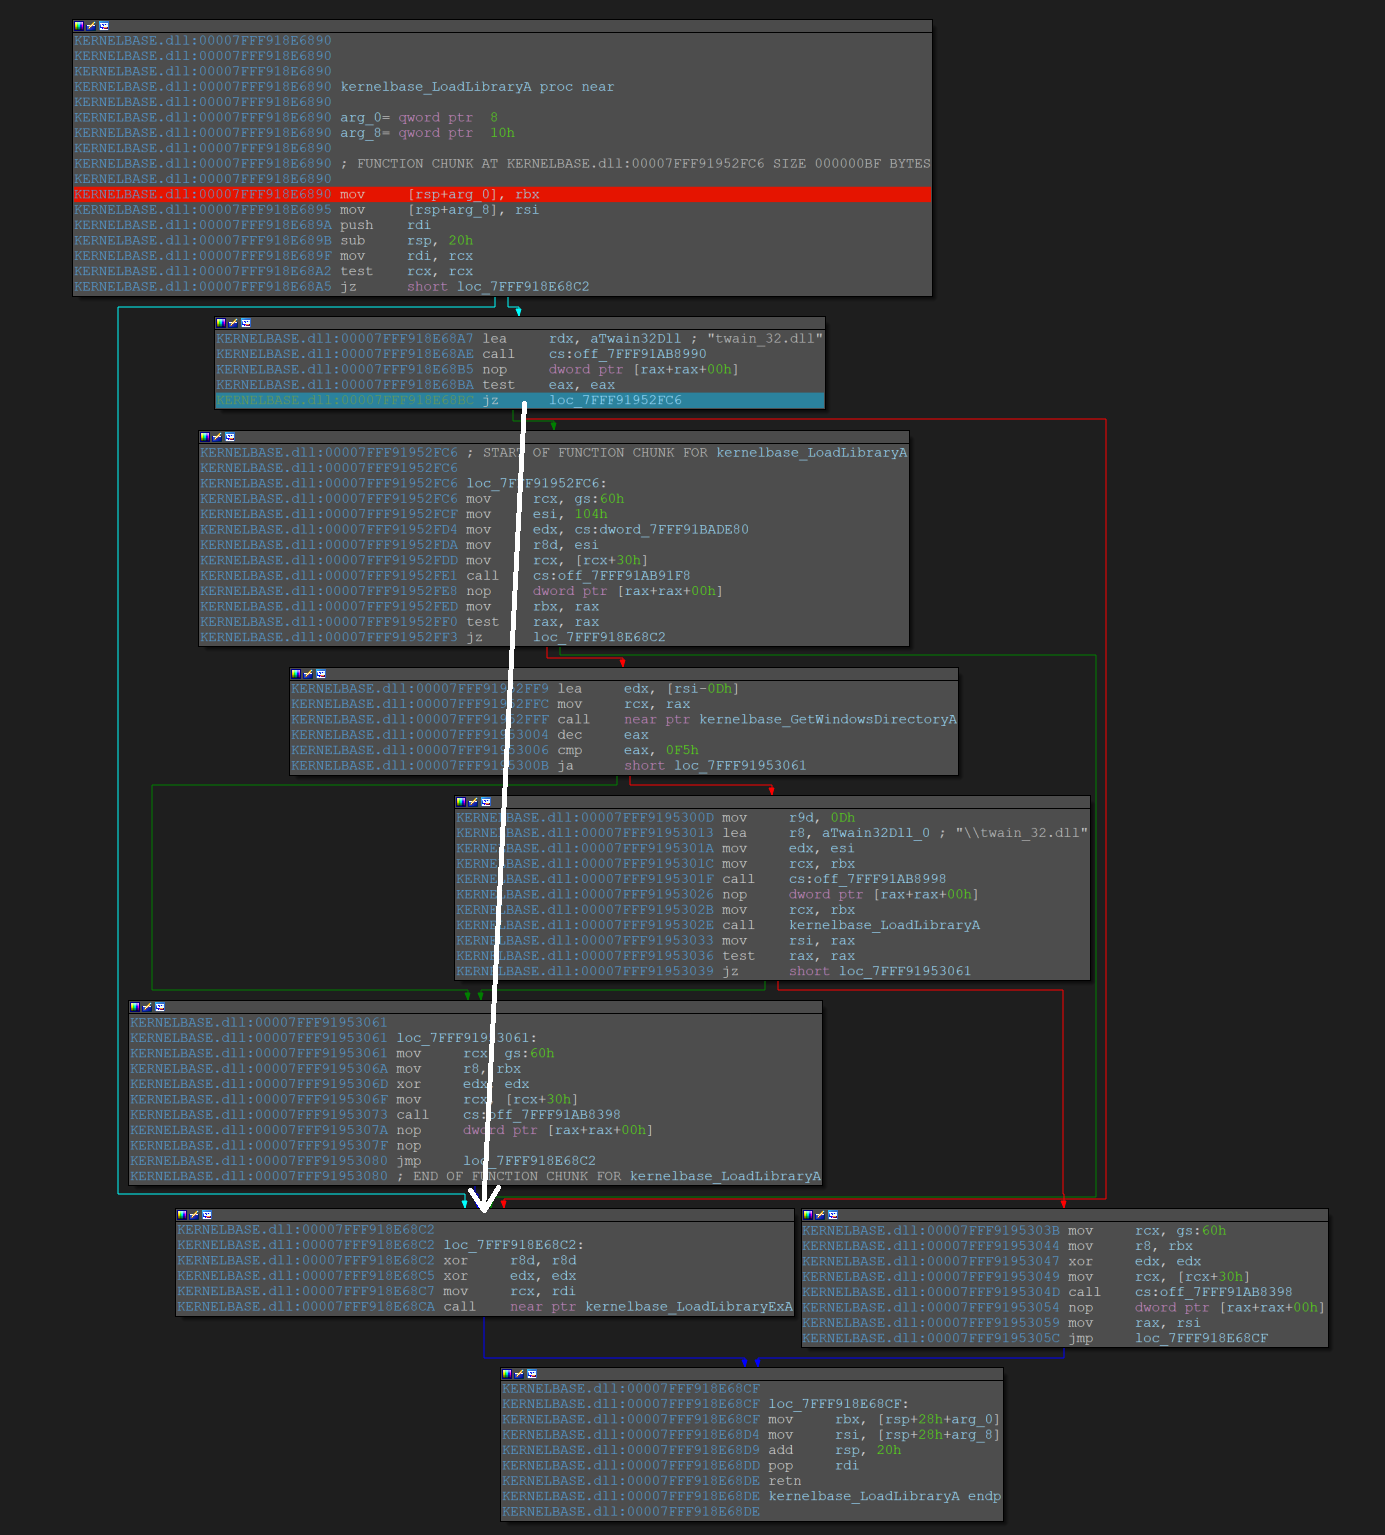 KERNELBASE.dll:00007FFF918E6890
KERNELBASE.dll:00007FFF918E6890
KERNELBASE.dll:00007FFF918E6890
KERNELBASE.dll:00007FFF918E6890 kernelbase_LoadLibraryA proc near
KERNELBASE.dll:00007FFF918E6890
KERNELBASE.dll:00007FFF918E6890 arg_0= qword ptr  8
KERNELBASE.dll:00007FFF918E6890 arg_8= qword ptr  10h
KERNELBASE.dll:00007FFF918E6890
KERNELBASE.dll:00007FFF918E6890 ; FUNCTION CHUNK AT KERNELBASE.dll:00007FFF91952FC6 SIZE 000000BF BYTES
KERNELBASE.dll:00007FFF918E6890
KERNELBASE.dll:00007FFF918E6890 mov     [rsp+arg_0], rbx
KERNELBASE.dll:00007FFF918E6895 mov     [rsp+arg_8], rsi
KERNELBASE.dll:00007FFF918E689A push    rdi
KERNELBASE.dll:00007FFF918E689B sub     rsp, 20h
KERNELBASE.dll:00007FFF918E689F mov     rdi, rcx
KERNELBASE.dll:00007FFF918E68A2 test    rcx, rcx
KERNELBASE.dll:00007FFF918E68A5 jz      short loc_7FFF918E68C2
KERNELBASE.dll:00007FFF918E68A7 lea     rdx, aTwain32Dll ; "twain_32.dll"
KERNELBASE.dll:00007FFF918E68AE call    cs:off_7FFF91AB8990
KERNELBASE.dll:00007FFF918E68B5 nop     dword ptr [rax+rax+00h]
KERNELBASE.dll:00007FFF918E68BA test    eax, eax
KERNELBASE.dll:00007FFF918E68BC jz      loc_7FFF91952FC6
KERNELBASE.dll:00007FFF91952FC6 ; START OF FUNCTION CHUNK FOR kernelbase_LoadLibraryA
KERNELBASE.dll:00007FFF91952FC6
KERNELBASE.dll:00007FFF91952FC6 loc_7FFF91952FC6:
KERNELBASE.dll:00007FFF91952FC6 mov     rcx, gs:60h
KERNELBASE.dll:00007FFF91952FCF mov     esi, 104h
KERNELBASE.dll:00007FFF91952FD4 mov     edx, cs:dword_7FFF91BADE80
KERNELBASE.dll:00007FFF91952FDA mov     r8d, esi
KERNELBASE.dll:00007FFF91952FDD mov     rcx, [rcx+30h]
KERNELBASE.dll:00007FFF91952FE1 call    cs:off_7FFF91AB91F8
KERNELBASE.dll:00007FFF91952FE8 nop     dword ptr [rax+rax+00h]
KERNELBASE.dll:00007FFF91952FED mov     rbx, rax
KERNELBASE.dll:00007FFF91952FF0 test    rax, rax
KERNELBASE.dll:00007FFF91952FF3 jz      loc_7FFF918E68C2
KERNELBASE.dll:00007FFF91952FF9 lea     edx, [rsi-0Dh]
KERNELBASE.dll:00007FFF91952FFC mov     rcx, rax
KERNELBASE.dll:00007FFF91952FFF call    near ptr kernelbase_GetWindowsDirectoryA
KERNELBASE.dll:00007FFF91953004 dec     eax
KERNELBASE.dll:00007FFF91953006 cmp     eax, 0F5h
KERNELBASE.dll:00007FFF9195300B ja      short loc_7FFF91953061
KERNELBASE.dll:00007FFF9195300D mov     r9d, 0Dh
KERNELBASE.dll:00007FFF91953013 lea     r8, aTwain32Dll_0 ; "\\twain_32.dll"
KERNELBASE.dll:00007FFF9195301A mov     edx, esi
KERNELBASE.dll:00007FFF9195301C mov     rcx, rbx
KERNELBASE.dll:00007FFF9195301F call    cs:off_7FFF91AB8998
KERNELBASE.dll:00007FFF91953026 nop     dword ptr [rax+rax+00h]
KERNELBASE.dll:00007FFF9195302B mov     rcx, rbx
KERNELBASE.dll:00007FFF9195302E call    kernelbase_LoadLibraryA
KERNELBASE.dll:00007FFF91953033 mov     rsi, rax
KERNELBASE.dll:00007FFF91953036 test    rax, rax
KERNELBASE.dll:00007FFF91953039 jz      short loc_7FFF91953061
KERNELBASE.dll:00007FFF91953061
KERNELBASE.dll:00007FFF91953061 loc_7FFF91953061:
KERNELBASE.dll:00007FFF91953061 mov     rcx, gs:60h
KERNELBASE.dll:00007FFF9195306A mov     r8, rbx
KERNELBASE.dll:00007FFF9195306D xor     edx, edx
KERNELBASE.dll:00007FFF9195306F mov     rcx, [rcx+30h]
KERNELBASE.dll:00007FFF91953073 call    cs:off_7FFF91AB8398
KERNELBASE.dll:00007FFF9195307A nop     dword ptr [rax+rax+00h]
KERNELBASE.dll:00007FFF9195307F nop
KERNELBASE.dll:00007FFF91953080 jmp     loc_7FFF918E68C2
KERNELBASE.dll:00007FFF91953080 ; END OF FUNCTION CHUNK FOR kernelbase_LoadLibraryA
KERNELBASE.dll:00007FFF918E68C2
KERNELBASE.dll:00007FFF918E68C2 loc_7FFF918E68C2:
KERNELBASE.dll:00007FFF918E68C2 xor     r8d, r8d
KERNELBASE.dll:00007FFF918E68C5 xor     edx, edx
KERNELBASE.dll:00007FFF918E68C7 mov     rcx, rdi
KERNELBASE.dll:00007FFF918E68CA call    near ptr kernelbase_LoadLibraryExA
KERNELBASE.dll:00007FFF9195303B mov     rcx, gs:60h
KERNELBASE.dll:00007FFF91953044 mov     r8, rbx
KERNELBASE.dll:00007FFF91953047 xor     edx, edx
KERNELBASE.dll:00007FFF91953049 mov     rcx, [rcx+30h]
KERNELBASE.dll:00007FFF9195304D call    cs:off_7FFF91AB8398
KERNELBASE.dll:00007FFF91953054 nop     dword ptr [rax+rax+00h]
KERNELBASE.dll:00007FFF91953059 mov     rax, rsi
KERNELBASE.dll:00007FFF9195305C jmp     loc_7FFF918E68CF
KERNELBASE.dll:00007FFF918E68CF
KERNELBASE.dll:00007FFF918E68CF loc_7FFF918E68CF:
KERNELBASE.dll:00007FFF918E68CF mov     rbx, [rsp+28h+arg_0]
KERNELBASE.dll:00007FFF918E68D4 mov     rsi, [rsp+28h+arg_8]
KERNELBASE.dll:00007FFF918E68D9 add     rsp, 20h
KERNELBASE.dll:00007FFF918E68DD pop     rdi
KERNELBASE.dll:00007FFF918E68DE retn
KERNELBASE.dll:00007FFF918E68DE kernelbase_LoadLibraryA endp
KERNELBASE.dll:00007FFF918E68DE